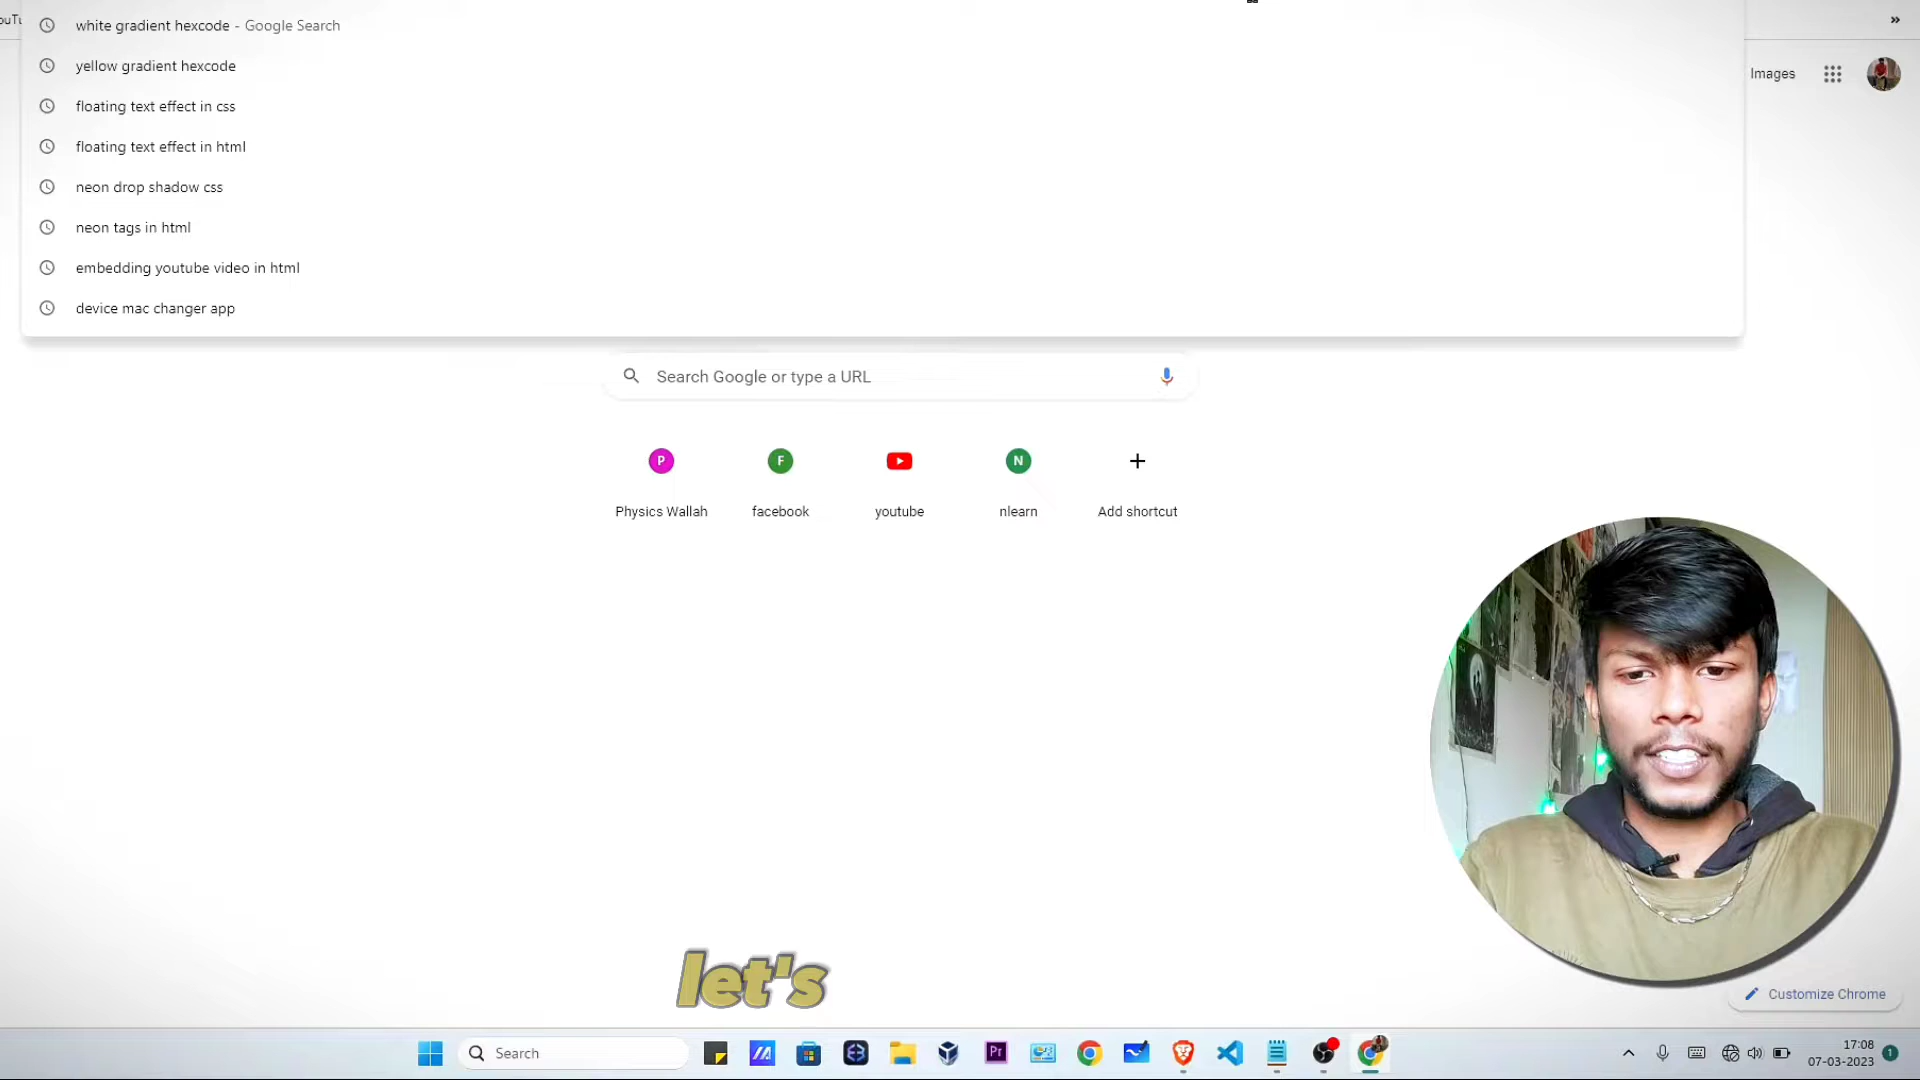 ouTu
white gradient hexcode - Google Search
»
yellow gradient hexcode
Images
floating text effect in css
floating text effect in html
neon drop shadow css
neon tags in html
embedding youtube video in html
device mac changer app
Search Google or type a URL
P
F
N
Physics Wallah
facebook
youtube
nlearn
Add shortcut
let's
Customize Chrome
Search
Pr
17:08
07-03-2023
1